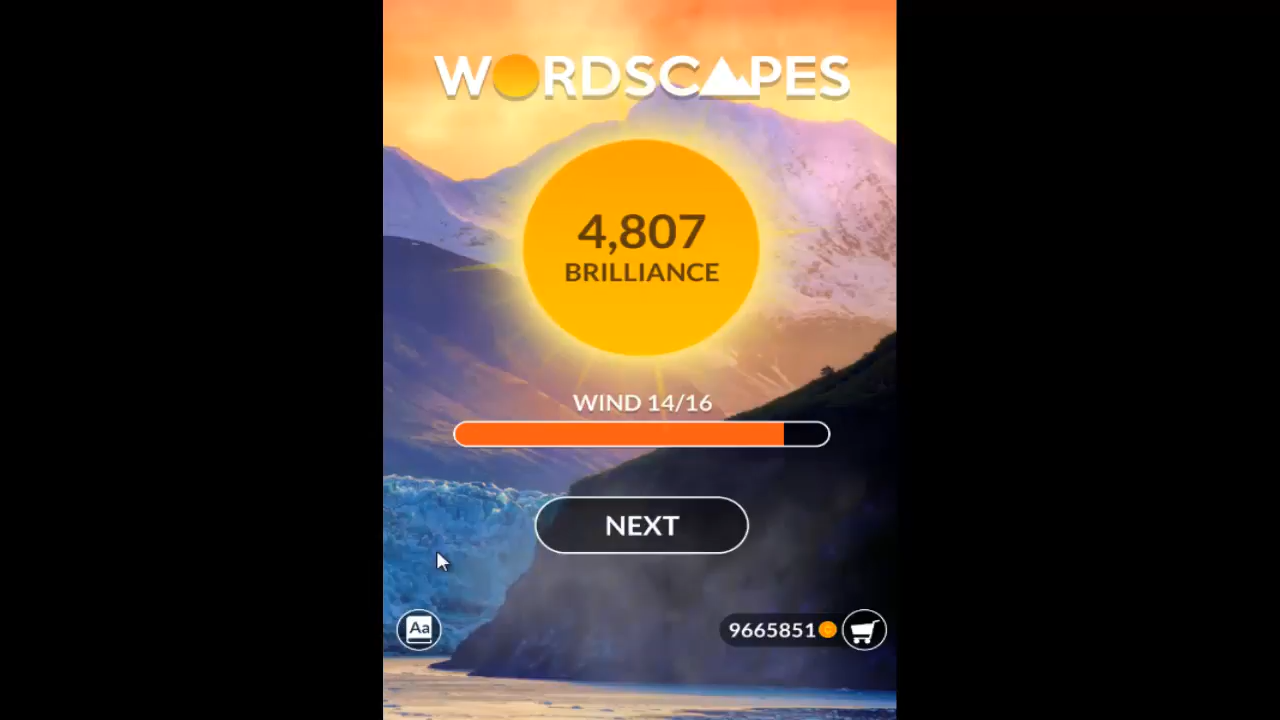 WORDSCAPES
4,807
BRILLIANCE
WIND 14/16
NEXT
Aa
9665851